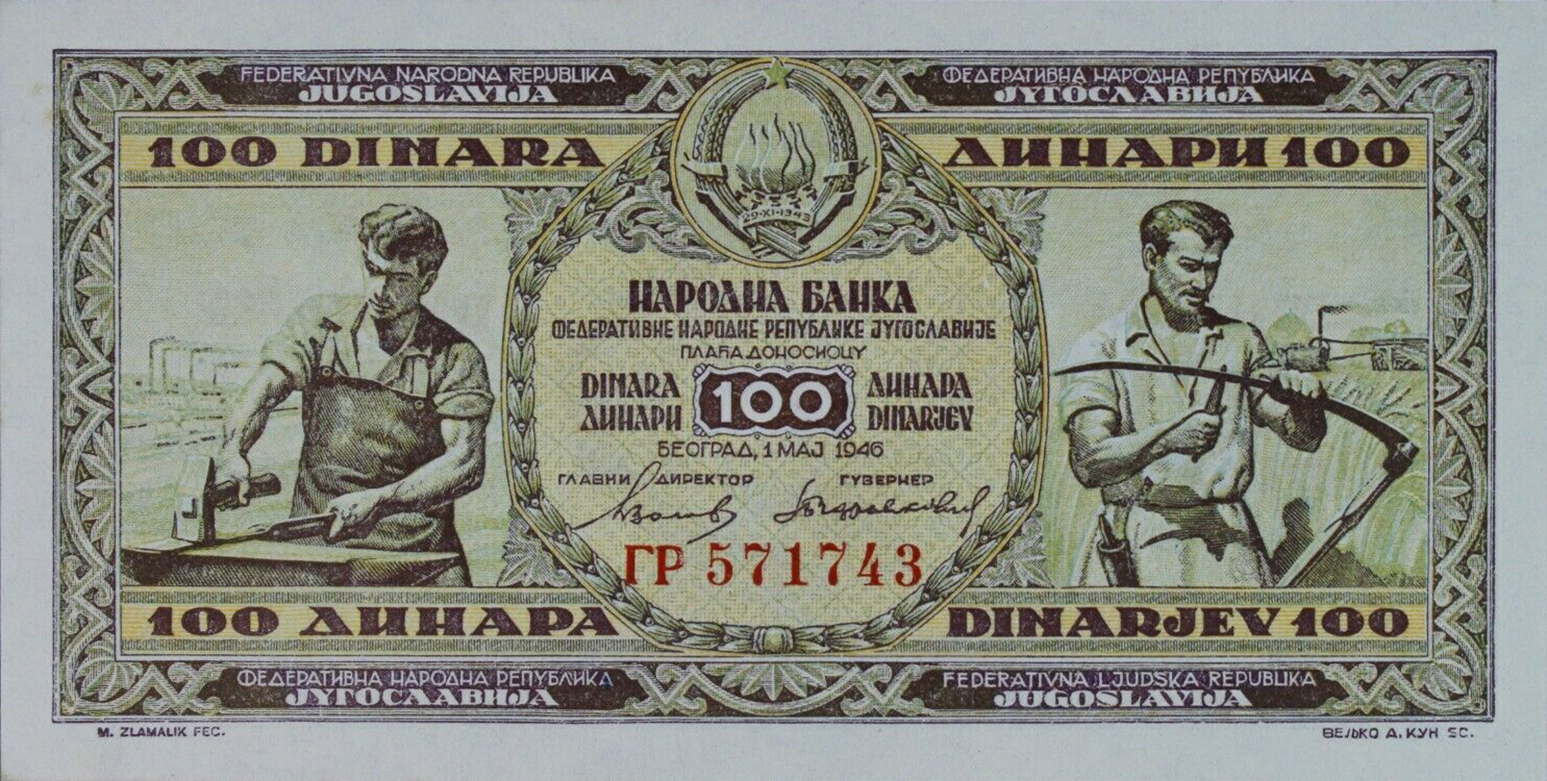 FEDERATIVNA NARODNA REPUBLIKA
JUGOSLAVIJA
ФЕДЕРАТИВНА НАРОДНА РЕПУБЛИКА
ЈУГОСЛАВИЈА
100 DINARA
ДИНАРИ 100
29·XI·1943
НАРОДНА БАНКА
ФЕДЕРАТИВНЕ НАРОДНЕ РЕПУБЛИКЕ ЈУГОСЛАВИЈЕ
ПЛАЋА ДОНОСИОЦУ
DINARA 100 ДИНАРА
ДИНАРИ DINARJEV
БЕОГРАД, 1 МАЈ 1946
ГЛАВНИ ДИРЕКТОР ГУВЕРНЕР
ГР 571743
100 ДИНАРА
DINARJEV 100
ФЕДЕРАТИВНА НАРОДНА РЕПУБЛИКА
ЈУГОСЛАВИЈА
FEDERATIVNA LJUDSKA REPUBLIKA
JUGOSLAVIJA
M. ZLAMALIK FEC.
ВЕЉКО А. КУН SC.